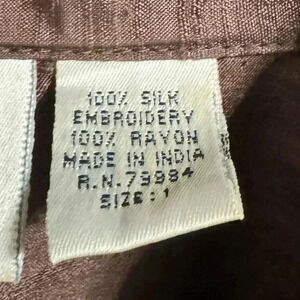 100% SILK
EMBROIDERY
100% RAYON
MADE IN INDIA
R.N.73984
SIZE:1